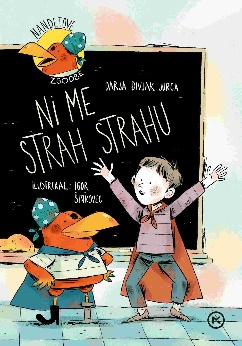 NANDETOVE
ZGODBE
DARJA DIVJAK JURCA
NI ME
STRAH STRAHU
ILUSTRIRAL: IGOR
ŠINKOVEC